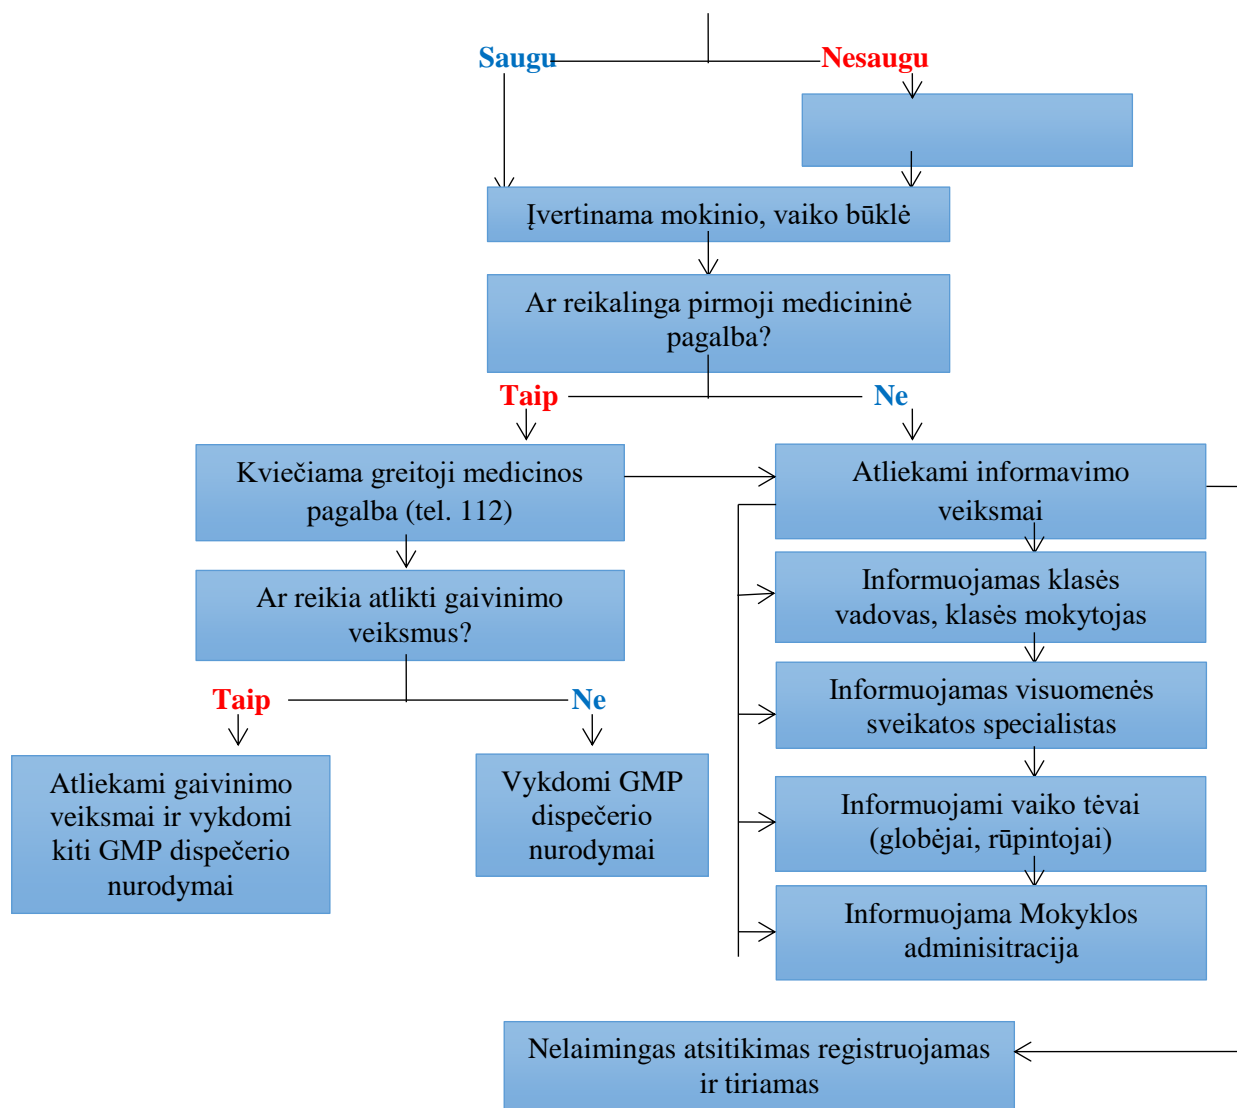 Saugu
Nesaugu
Įvertinama mokinio, vaiko būklė
Ar reikalinga pirmoji medicininė
pagalba?
Taip
Ne
Kviečiama greitoji medicinos
pagalba (tel. 112)
Atliekami informavimo
veiksmai
Ar reikia atlikti gaivinimo
veiksmus?
Informuojamas klasės
vadovas, klasės mokytojas
Taip
Ne
Informuojamas visuomenės
sveikatos specialistas
Atliekami gaivinimo
veiksmai ir vykdomi
kiti GMP dispečerio
nurodymai
Vykdomi GMP
dispečerio
nurodymai
Informuojami vaiko tėvai
(globėjai, rūpintojai)
Informuojama Mokyklos
adminisitracija
Nelaimingas atsitikimas registruojamas
ir tiriamas